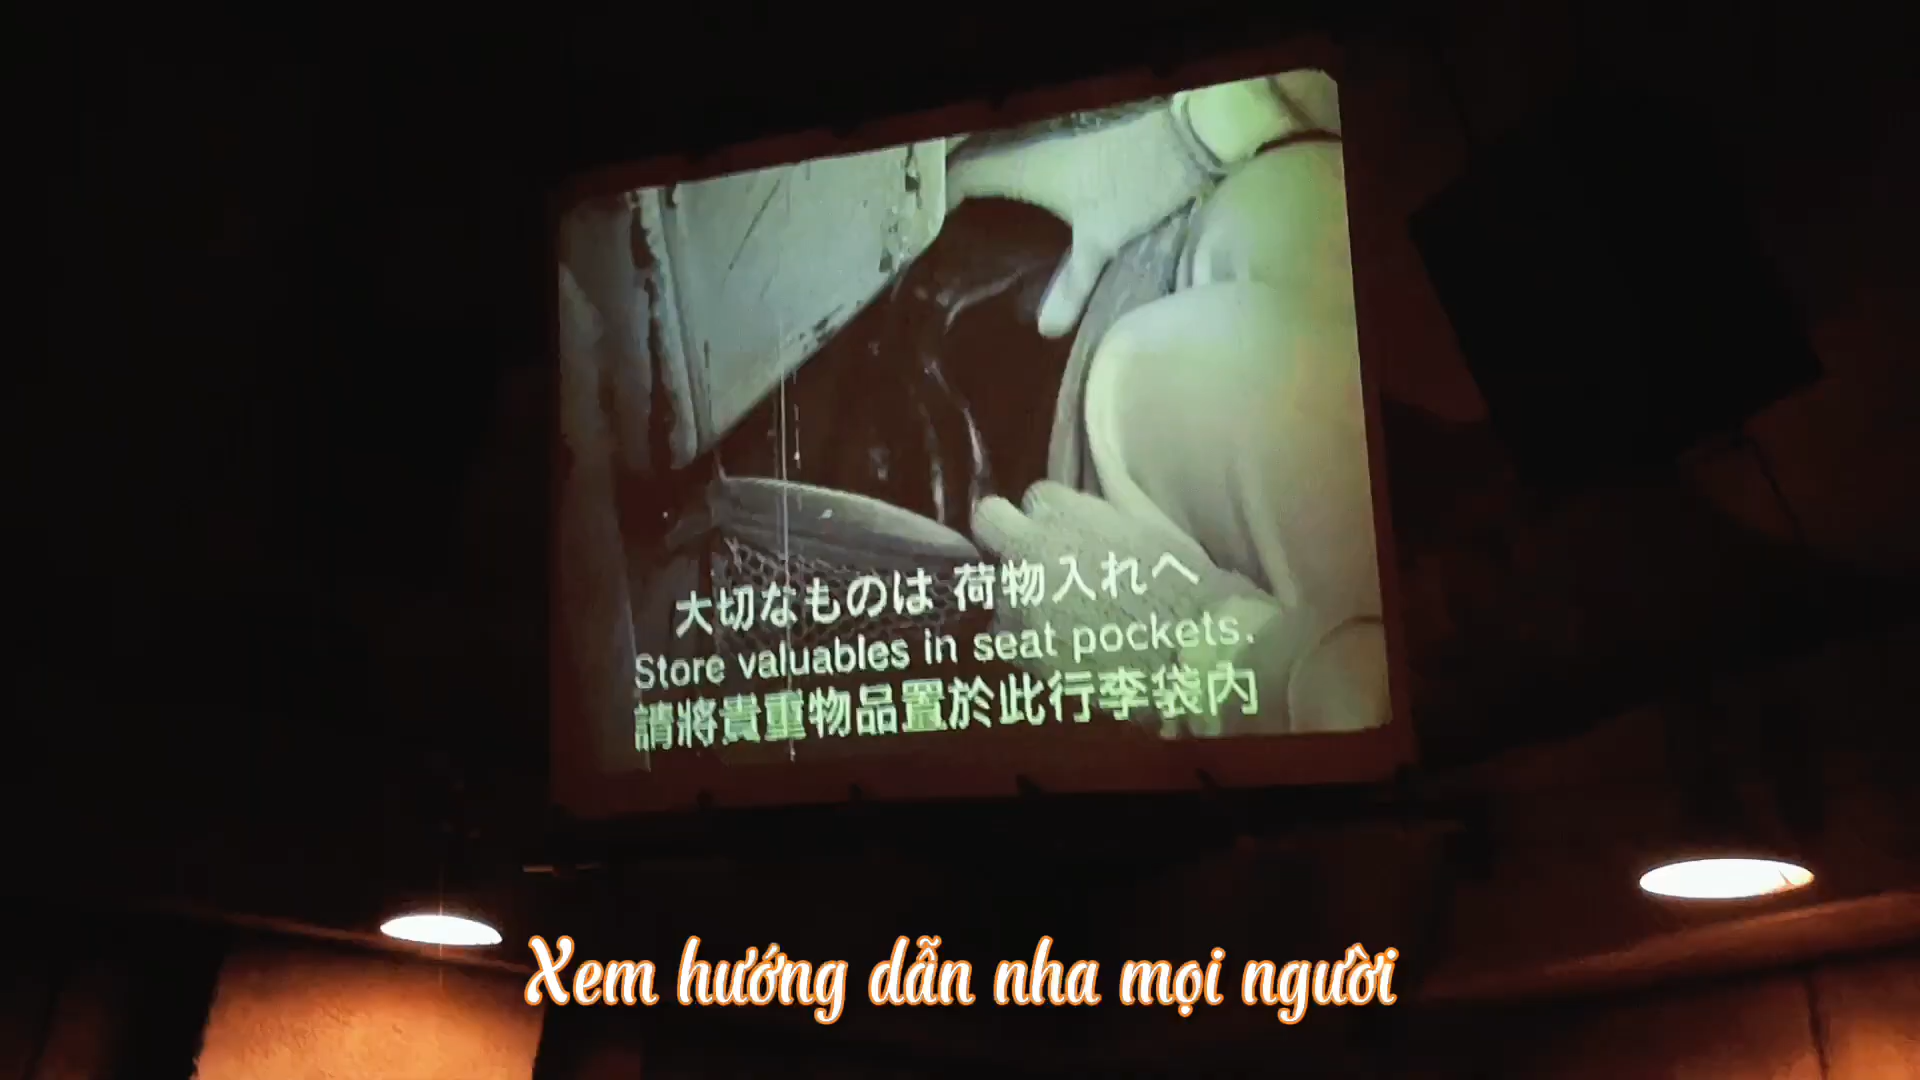 大切なものは 荷物入れへ
Store valuables in seat pockets.
請將貴重物品置於此行李袋內
Xem hướng dẫn nha mọi người